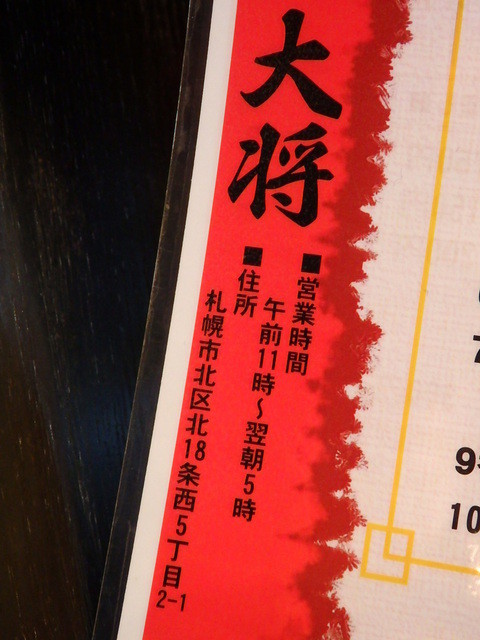 大将
■営業時間
午前11時〜翌朝5時
■住所
札幌市北区北18条西5丁目
2-1